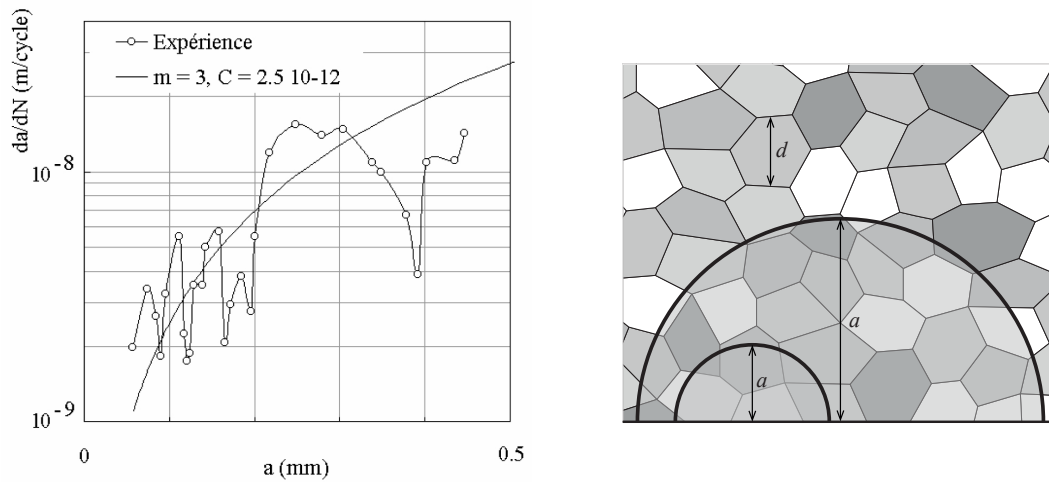 da/dN (m/cycle)
Expérience
m = 3, C = 2.5 10-12
10-8
10-9
0
0.5
a (mm)
d
a
a